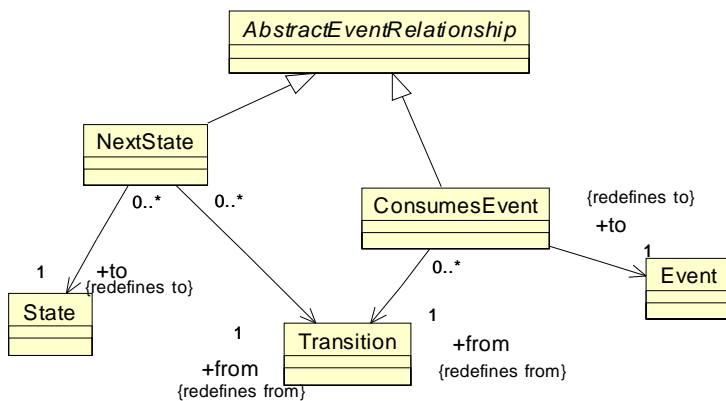 AbstractEventRelationship
NextState
0..*
0..*
ConsumesEvent
{redefines to}
+to
1
0..*
Event
1
+to
{redefines to}
State
1
+from
{redefines from}
Transition
1
+from
{redefines from}